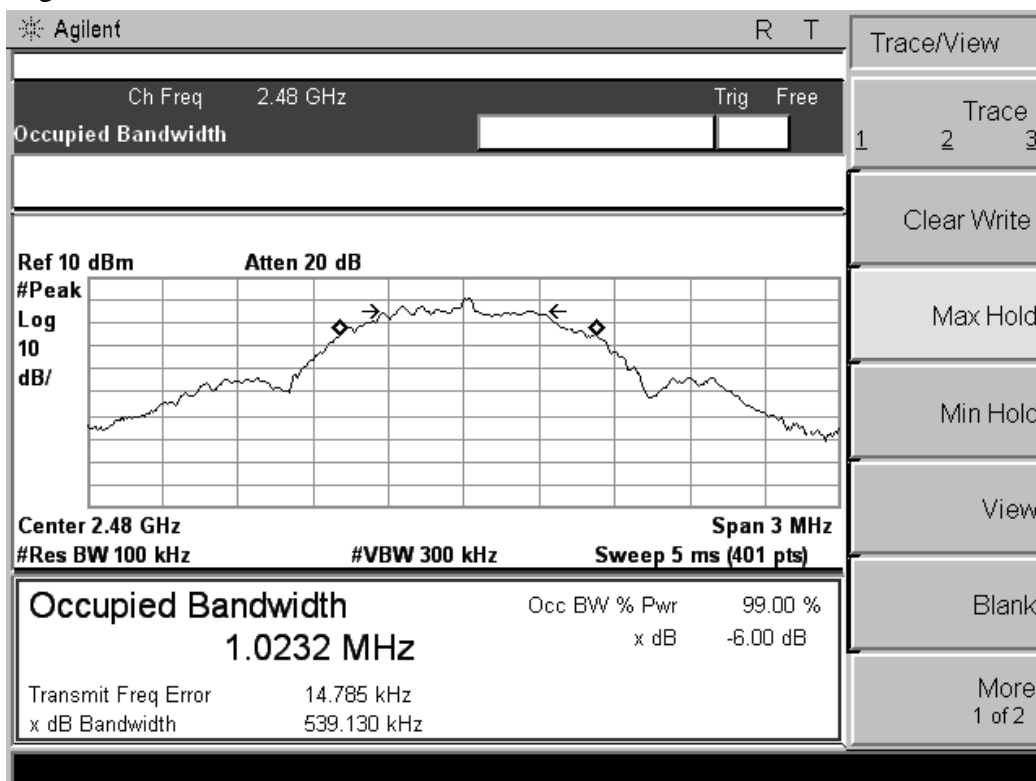 Agilent R T
Ch Freq 2.48 GHz Trig Free
Occupied Bandwidth
Ref 10 dBm Atten 20 dB
#Peak
Log
10
dB/
Center 2.48 GHz Span 3 MHz
#Res BW 100 kHz #VBW 300 kHz Sweep 5 ms (401 pts)
Occupied Bandwidth
1.0232 MHz
Occ BW % Pwr 99.00 %
x dB -6.00 dB
Transmit Freq Error 14.785 kHz
x dB Bandwidth 539.130 kHz
Trace/View
Trace
1 2 3
Clear Write
Max Hold
Min Hold
View
Blank
More
1 of 2